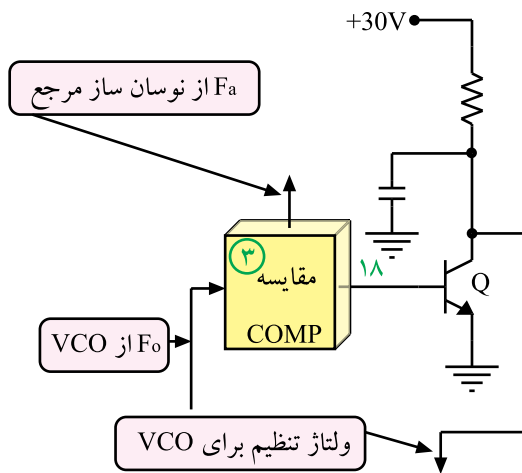 +30V
Fa از نوسان ساز مرجع
۳
مقایسه
COMP
۱۸
Q
Fo از VCO
ولتاژ تنظیم برای VCO